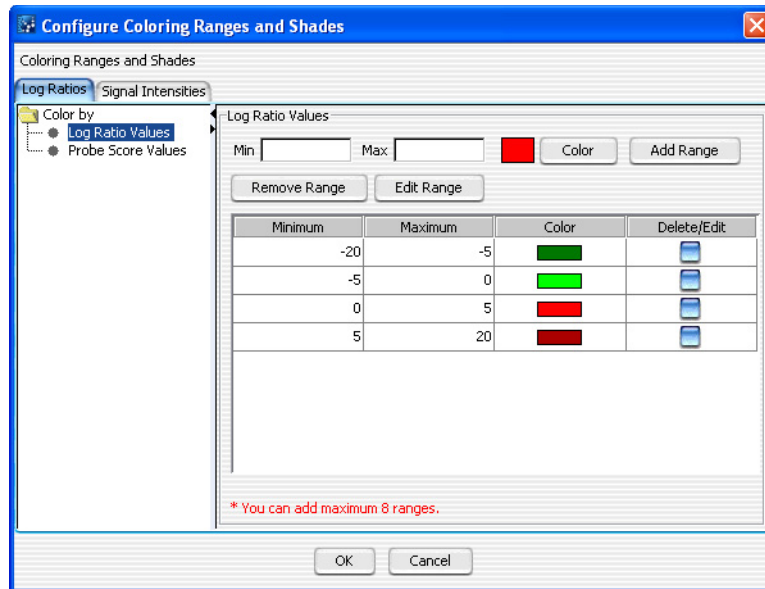 Configure Coloring Ranges and Shades
Coloring Ranges and Shades
Log Ratios Signal Intensities
Color by
Log Ratio Values
Probe Score Values
Log Ratio Values
Min Max Color Add Range
Remove Range Edit Range
Minimum Maximum Color Delete/Edit
-20 -5
-5 0
0 5
5 20
* You can add maximum 8 ranges.
OK Cancel